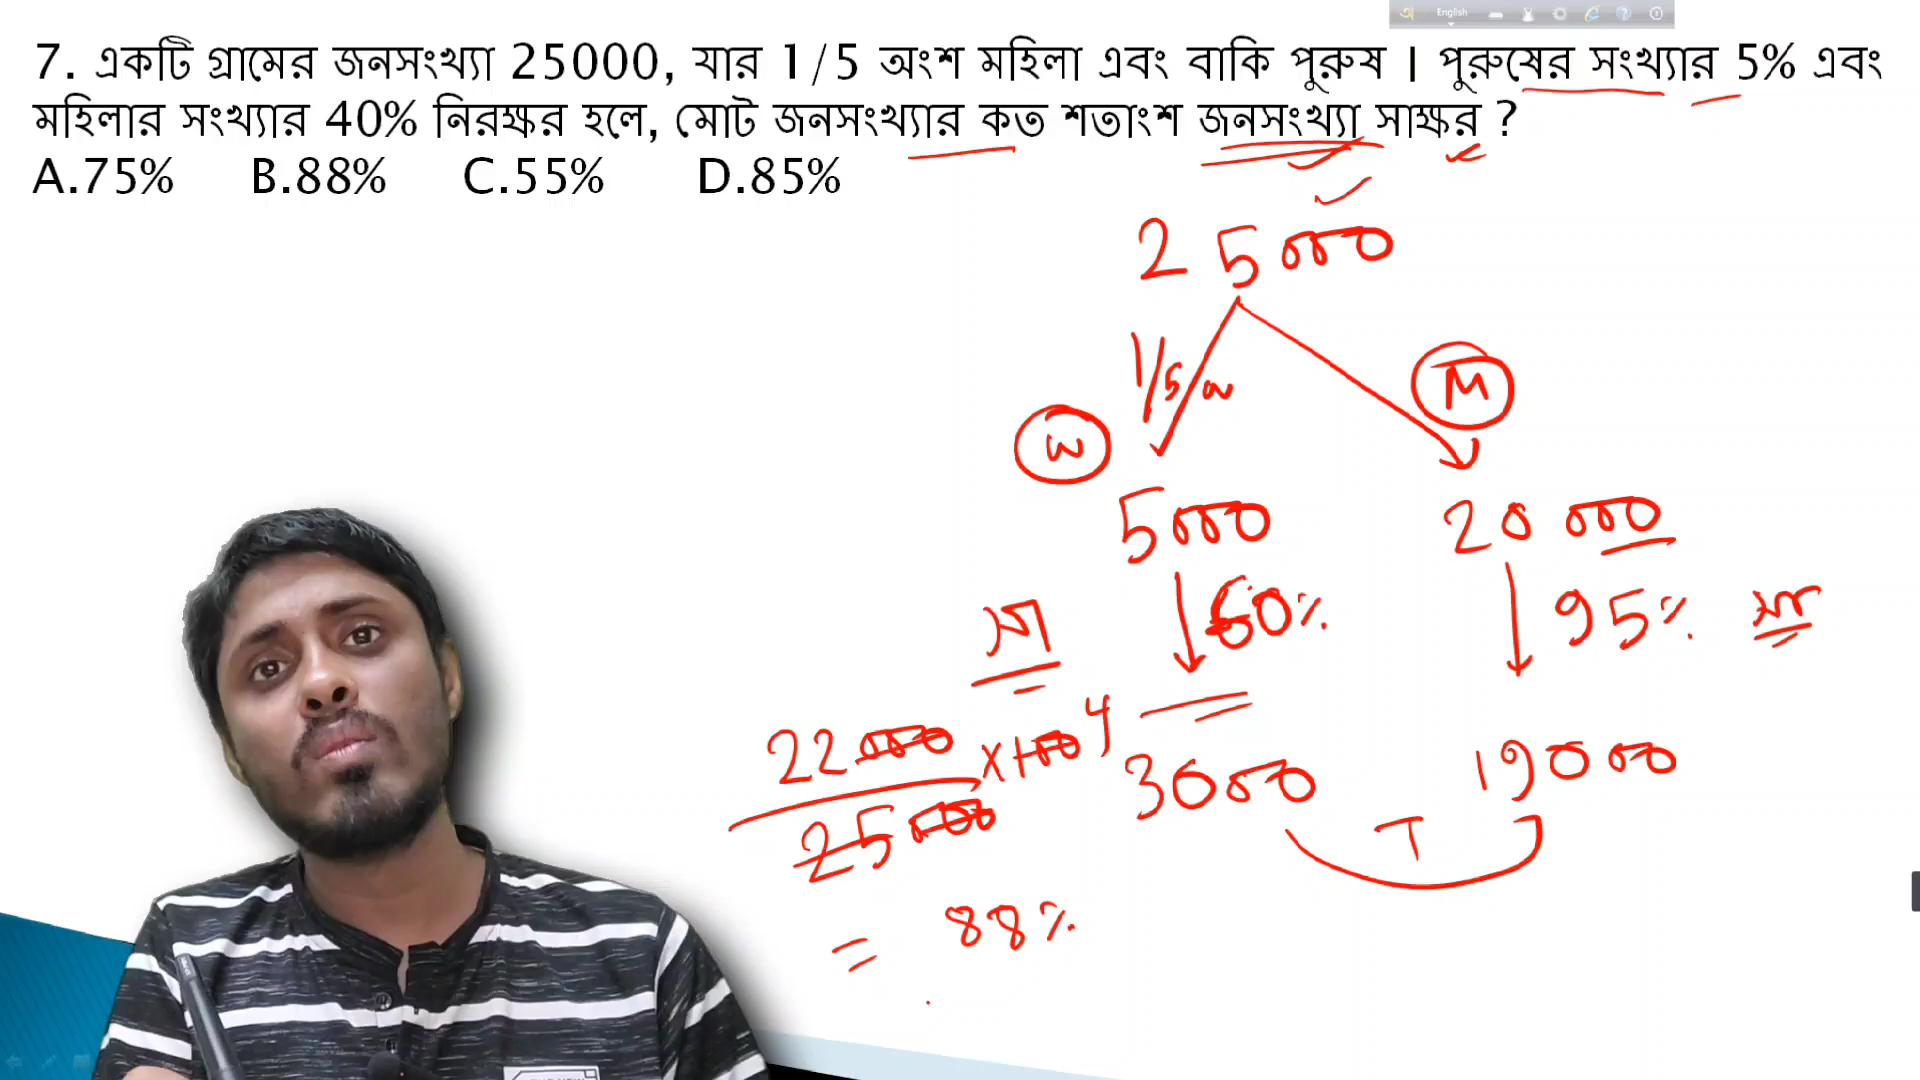 English
7. একটি গ্রামের জনসংখ্যা 25000, যার 1/5 অংশ মহিলা এবং বাকি পুরুষ । পুরুষের সংখ্যার 5% এবং
মহিলার সংখ্যার 40% নিরক্ষর হলে, মোট জনসংখ্যার কত শতাংশ জনসংখ্যা সাক্ষর ?
A.75% B.88% C.55% D.85%
25000
1/5
W M
5000 20000
60% 95%
22000 ×100 4
25000
3000 19000
T
= 88%